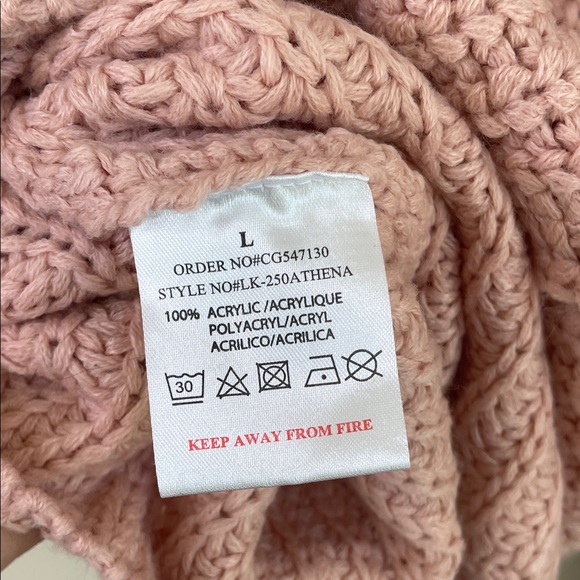 L
ORDER NO#CG547130
STYLE NO#LK-250ATHENA
100% ACRYLIC /ACRYLIQUE
POLYACRYL/ACRYL
ACRILICO/ACRILICA
30
KEEP AWAY FROM FIRE